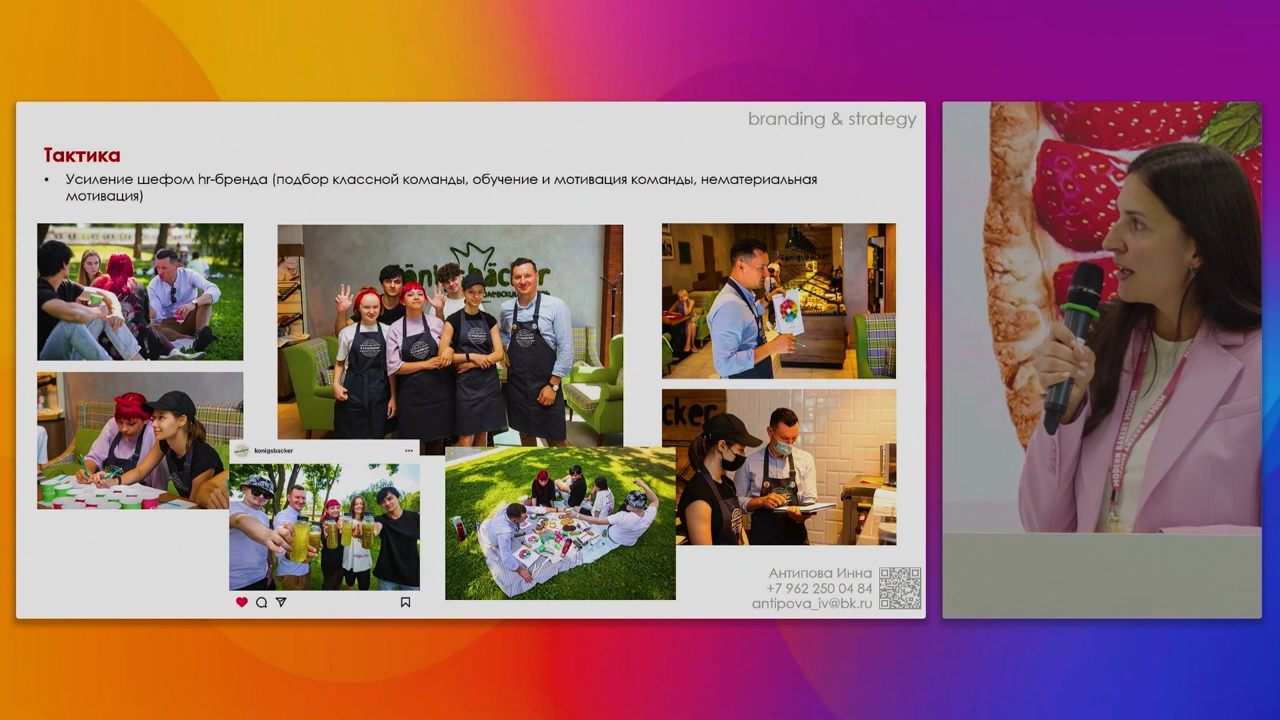 branding & strategy
Тактика
• Усиление шефом hr-бренда (подбор классной команды, обучение и мотивация команды, нематериальная
мотивация)
konigsbacker
Антипова Инна
+7 962 250 04 84
antipova_iv@bk.ru